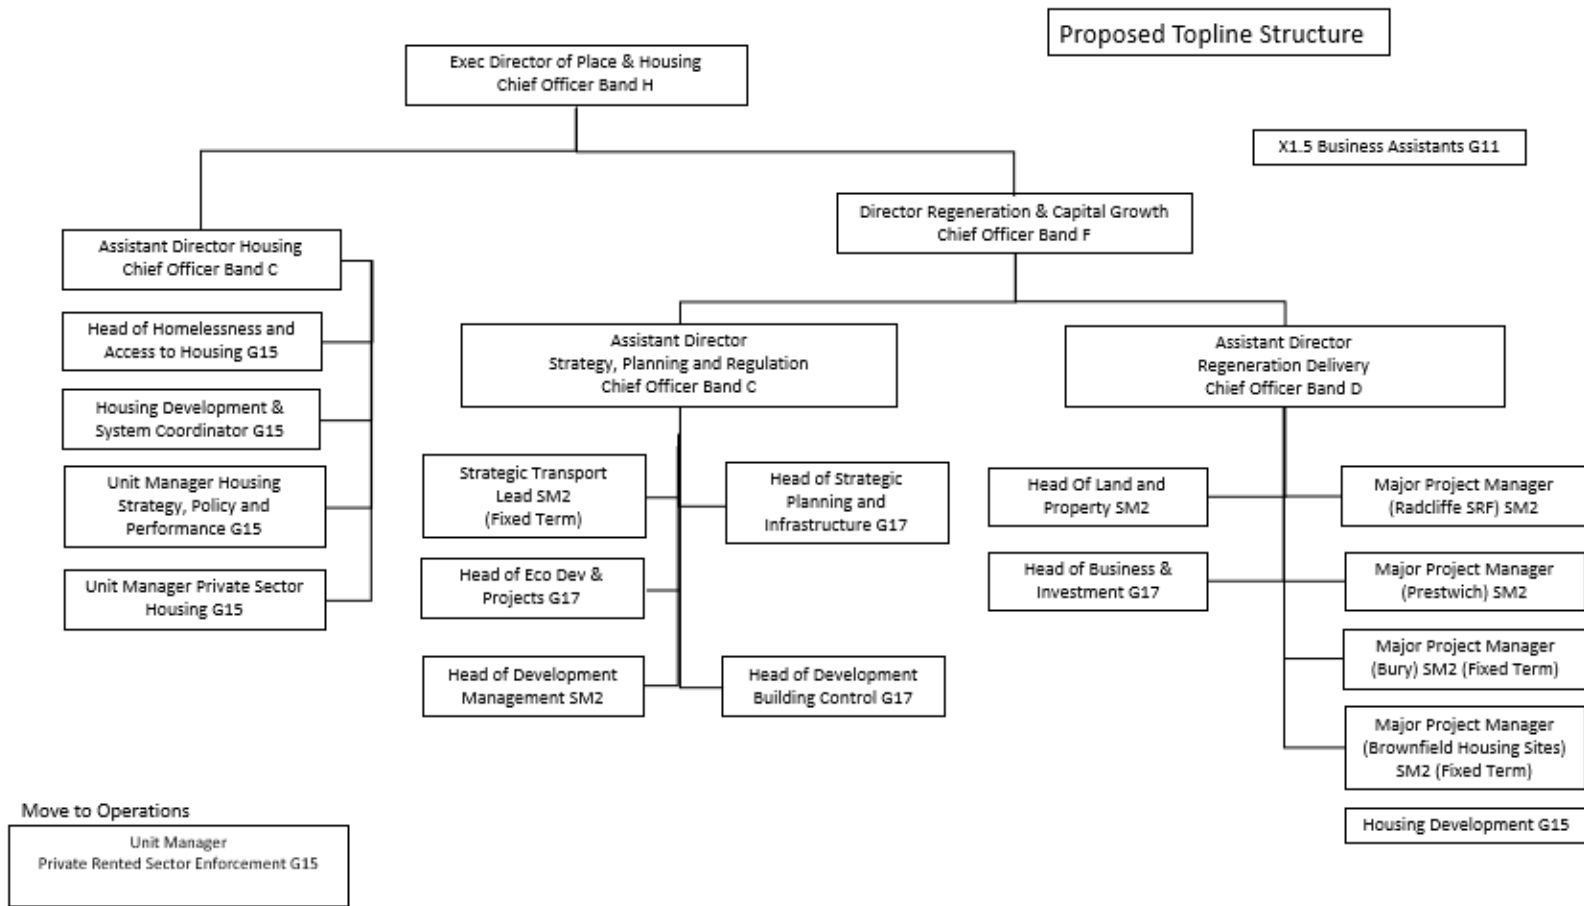 Proposed Topline Structure
Exec Director of Place & Housing
Chief Officer Band H
X1.5 Business Assistants G11
Director Regeneration & Capital Growth
Chief Officer Band F
Assistant Director Housing
Chief Officer Band C
Head of Homelessness and
Access to Housing G15
Housing Development &
System Coordinator G15
Unit Manager Housing
Strategy, Policy and
Performance G15
Unit Manager Private Sector
Housing G15
Assistant Director
Strategy, Planning and Regulation
Chief Officer Band C
Strategic Transport
Lead SM2
(Fixed Term)
Head of Strategic
Planning and
Infrastructure G17
Head of Eco Dev &
Projects G17
Head of Development
Management SM2
Head of Development
Building Control G17
Assistant Director
Regeneration Delivery
Chief Officer Band D
Head Of Land and
Property SM2
Head of Business &
Investment G17
Major Project Manager
(Radcliffe SRF) SM2
Major Project Manager
(Prestwich) SM2
Major Project Manager
(Bury) SM2 (Fixed Term)
Major Project Manager
(Brownfield Housing Sites)
SM2 (Fixed Term)
Housing Development G15
Move to Operations
Unit Manager
Private Rented Sector Enforcement G15